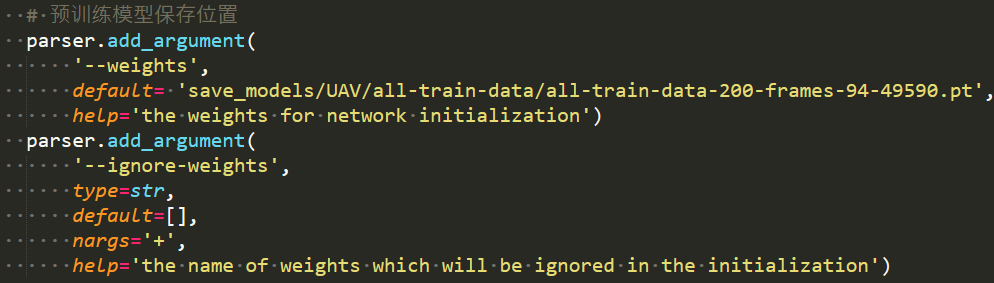 # 预训练模型保存位置
parser.add_argument(
'--weights',
default= 'save_models/UAV/all-train-data/all-train-data-200-frames-94-49590.pt',
help='the weights for network initialization')
parser.add_argument(
'--ignore-weights',
type=str,
default=[],
nargs='+',
help='the name of weights which will be ignored in the initialization')